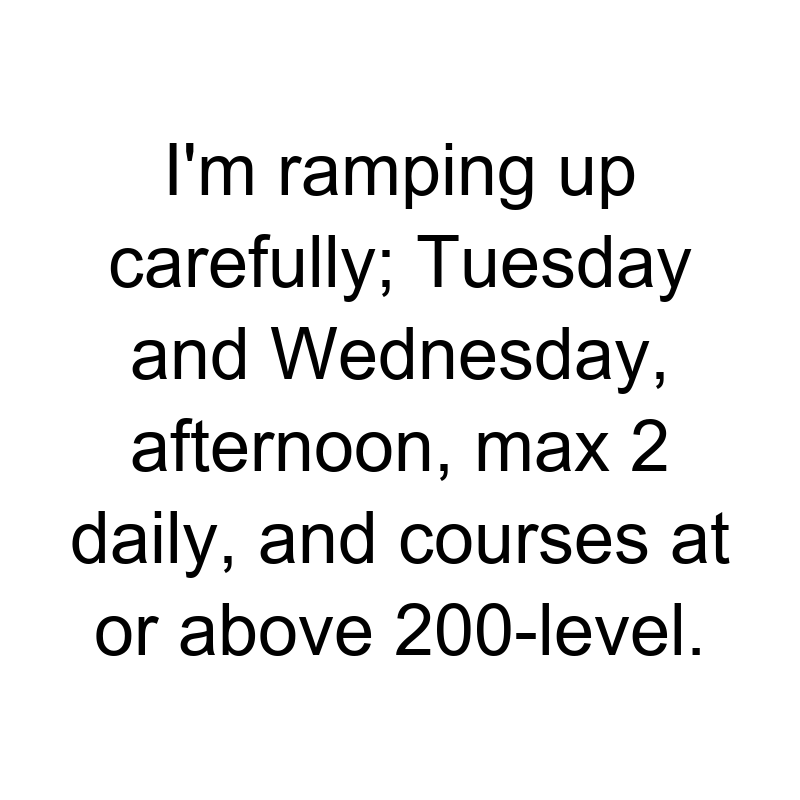 I'm ramping up
carefully; Tuesday
and Wednesday,
afternoon, max 2
daily, and courses at
or above 200-level.